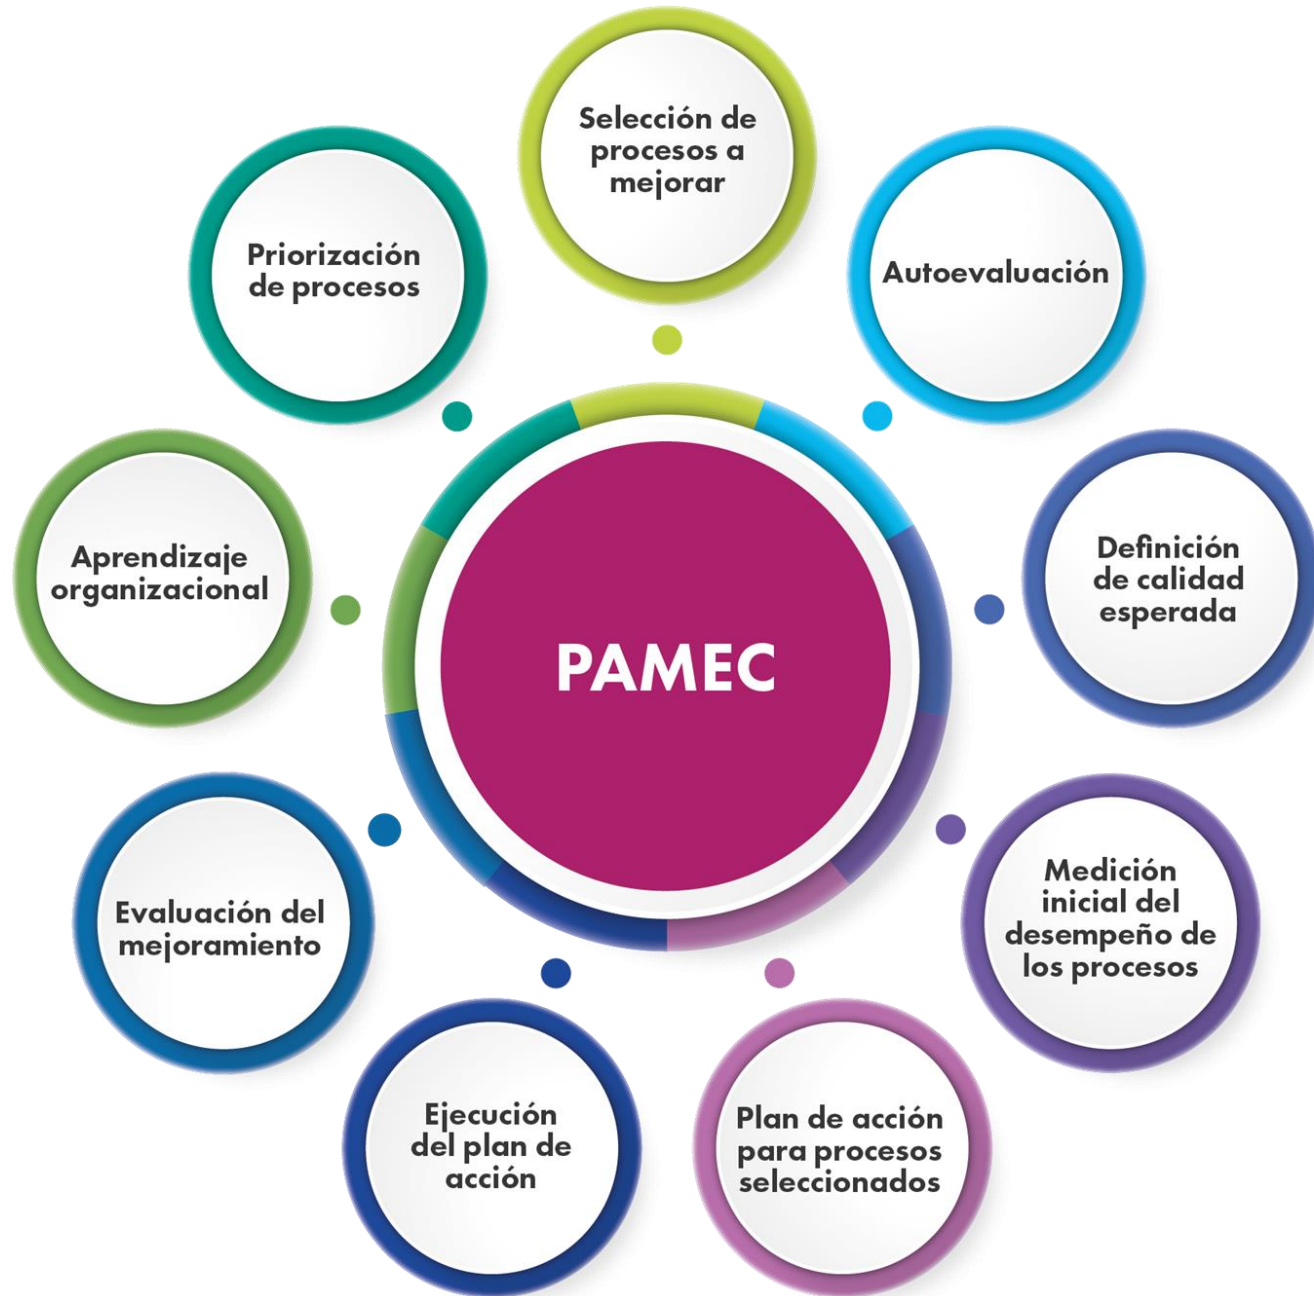 Selección de
procesos a
mejorar
Autoevaluación
Definición
de calidad
esperada
Medición
inicial del
desempeño de
los procesos
Plan de acción
para procesos
seleccionados
Ejecución
del plan de
acción
Evaluación del
mejoramiento
Aprendizaje
organizacional
Priorización
de procesos
PAMEC